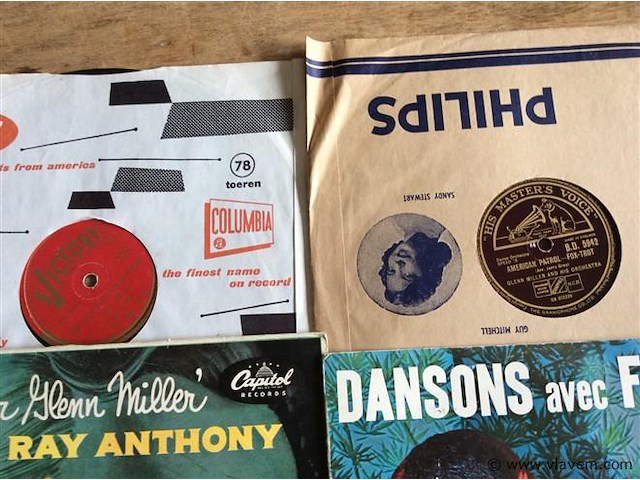 ts from america
78
toeren
COLUMBIA
the finest name
on record
VICTORY
ly
PHILIPS
SANDY STEWART
GUY MITCHELL
"HIS MASTER'S VOICE"
B.D. 5942
AMERICAN PATROL—FOX-TROT
GLENN MILLER AND HIS ORCHESTRA
r Glenn Miller'
RAY ANTHONY
Capitol
RECORDS
DANSONS avec F
© www.vlavem.com